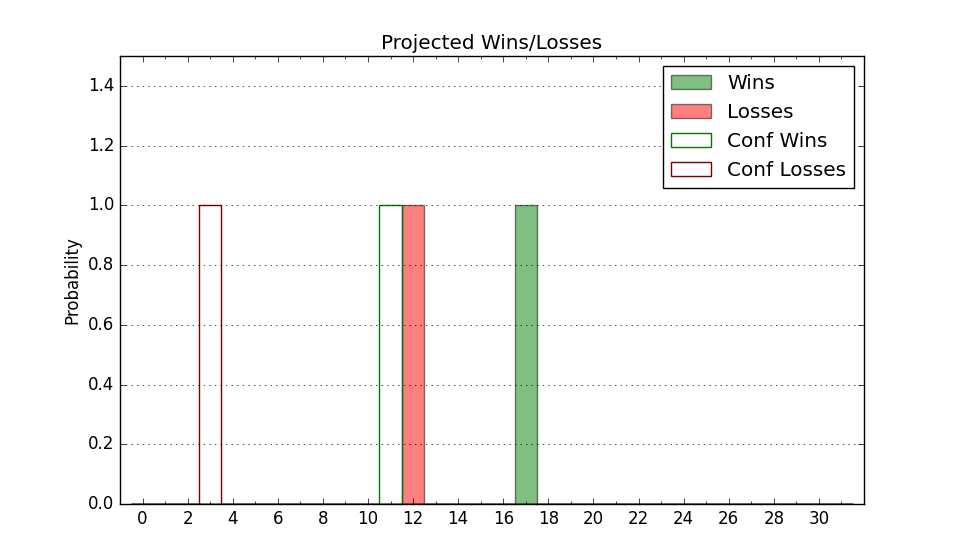 Projected Wins/Losses
1.4
1.2
1.0
0.8
0.6
0.4
0.2
0.0
Probability
Wins
Losses
Conf Wins
Conf Losses
0 2 4 6 8 10 12 14 16 18 20 22 24 26 28 30